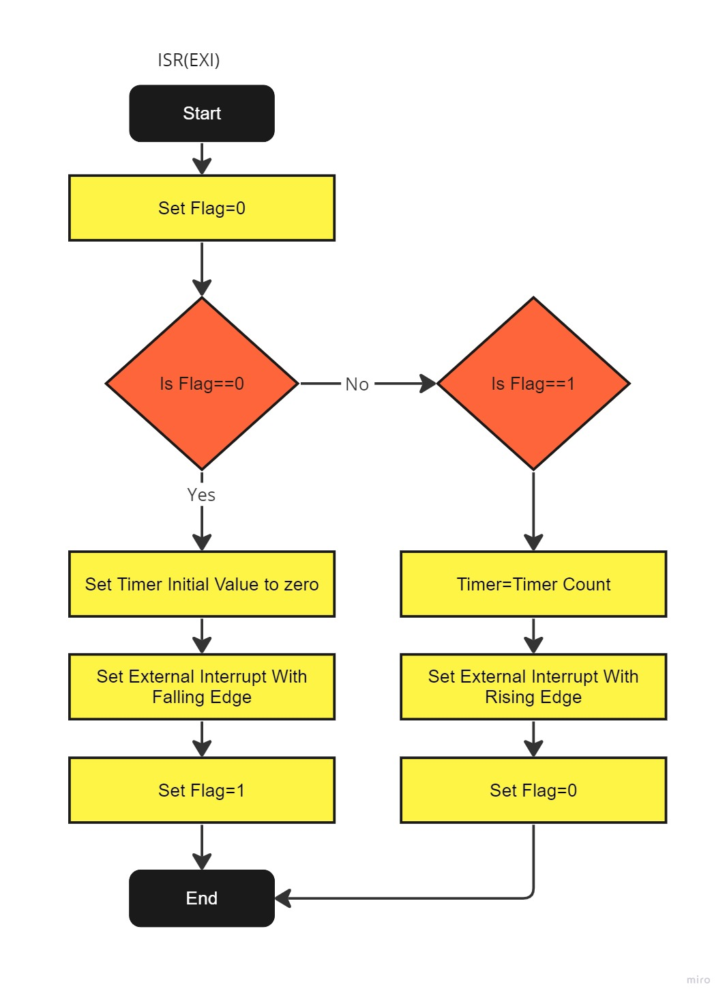 ISR(EXI)
Start
Set Flag=0
Is Flag==0
No
Is Flag==1
Yes
Set Timer Initial Value to zero
Set External Interrupt With
Falling Edge
Set Flag=1
Timer=Timer Count
Set External Interrupt With
Rising Edge
Set Flag=0
End
miro